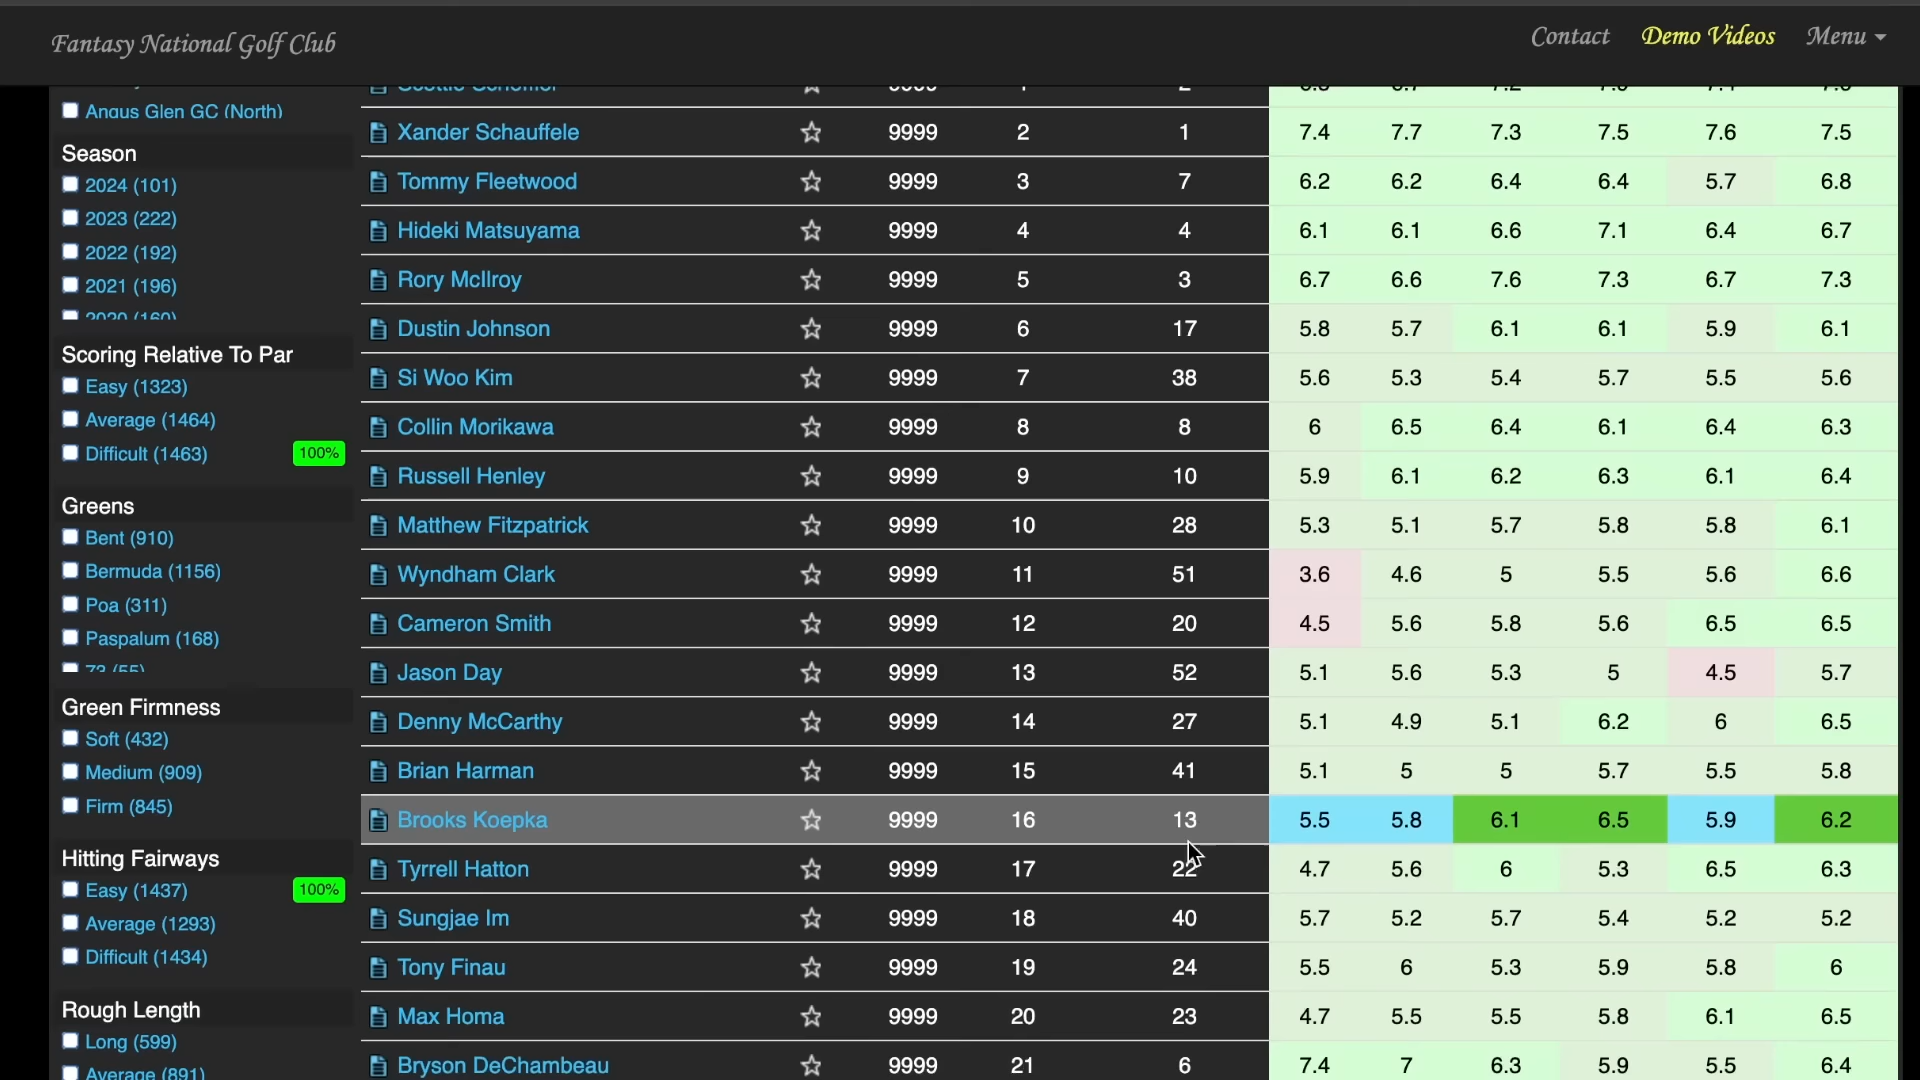 Fantasy National Golf Club
Contact Demo Videos Menu
Angus Glen GC (North)
Season
2024 (101)
2023 (222)
2022 (192)
2021 (196)
2020 (160)
Scoring Relative To Par
Easy (1323)
Average (1464)
Difficult (1463) 100%
Greens
Bent (910)
Bermuda (1156)
Poa (311)
Paspalum (168)
Green Firmness
Soft (432)
Medium (909)
Firm (845)
Hitting Fairways
Easy (1437) 100%
Average (1293)
Difficult (1434)
Rough Length
Long (599)
Average (891)
Xander Schauffele 9999 2 1 7.4 7.7 7.3 7.5 7.6 7.5
Tommy Fleetwood 9999 3 7 6.2 6.2 6.4 6.4 5.7 6.8
Hideki Matsuyama 9999 4 4 6.1 6.1 6.6 7.1 6.4 6.7
Rory McIlroy 9999 5 3 6.7 6.6 7.6 7.3 6.7 7.3
Dustin Johnson 9999 6 17 5.8 5.7 6.1 6.1 5.9 6.1
Si Woo Kim 9999 7 38 5.6 5.3 5.4 5.7 5.5 5.6
Collin Morikawa 9999 8 8 6 6.5 6.4 6.1 6.4 6.3
Russell Henley 9999 9 10 5.9 6.1 6.2 6.3 6.1 6.4
Matthew Fitzpatrick 9999 10 28 5.3 5.1 5.7 5.8 5.8 6.1
Wyndham Clark 9999 11 51 3.6 4.6 5 5.5 5.6 6.6
Cameron Smith 9999 12 20 4.5 5.6 5.8 5.6 6.5 6.5
Jason Day 9999 13 52 5.1 5.6 5.3 5 4.5 5.7
Denny McCarthy 9999 14 27 5.1 4.9 5.1 6.2 6 6.5
Brian Harman 9999 15 41 5.1 5 5 5.7 5.5 5.8
Brooks Koepka 9999 16 13 5.5 5.8 6.1 6.5 5.9 6.2
Tyrrell Hatton 9999 17 22 4.7 5.6 6 5.3 6.5 6.3
Sungjae Im 9999 18 40 5.7 5.2 5.7 5.4 5.2 5.2
Tony Finau 9999 19 24 5.5 6 5.3 5.9 5.8 6
Max Homa 9999 20 23 4.7 5.5 5.5 5.8 6.1 6.5
Bryson DeChambeau 9999 21 6 7.4 7 6.3 5.9 5.5 6.4